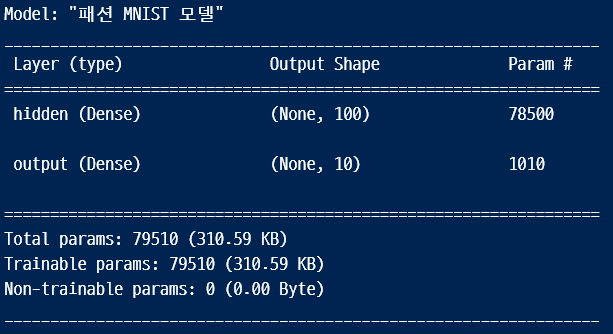 Model: "패션 MNIST 모델"
_________________________________________________________________
Layer (type) Output Shape Param #
=================================================================
hidden (Dense) (None, 100) 78500
output (Dense) (None, 10) 1010
=================================================================
Total params: 79510 (310.59 KB)
Trainable params: 79510 (310.59 KB)
Non-trainable params: 0 (0.00 Byte)
_________________________________________________________________